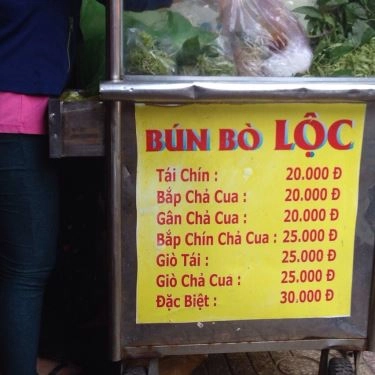 BÚN BÒ LỘC
Tái Chín : 20.000 Đ
Bắp Chả Cua : 20.000 Đ
Gân Chả Cua : 20.000 Đ
Bắp Chín Chả Cua : 25.000 Đ
Giò Tái : 25.000 Đ
Giò Chả Cua : 25.000 Đ
Đặc Biệt : 30.000 Đ